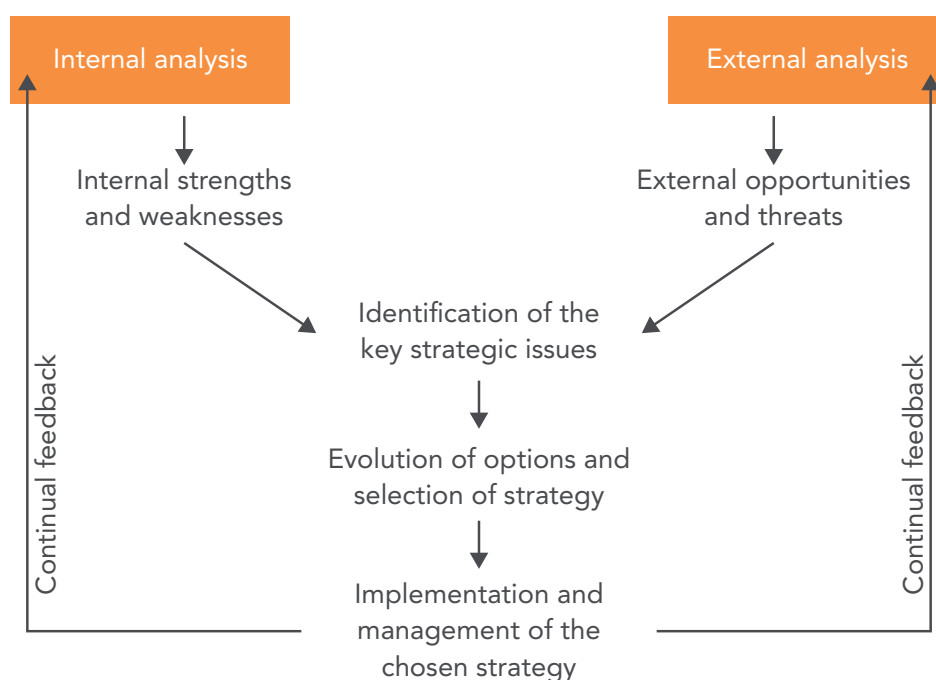 Internal analysis
External analysis
Internal strengths
and weaknesses
External opportunities
and threats
Identification of the
key strategic issues
Continual feedback
Continual feedback
Evolution of options and
selection of strategy
Implementation and
management of the
chosen strategy